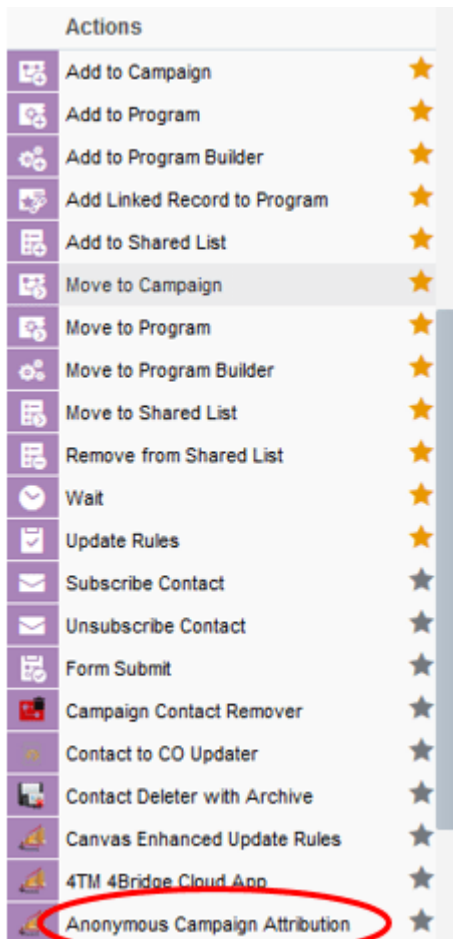 Actions
Add to Campaign
Add to Program
Add to Program Builder
Add Linked Record to Program
Add to Shared List
Move to Campaign
Move to Program
Move to Program Builder
Move to Shared List
Remove from Shared List
Wait
Update Rules
Subscribe Contact
Unsubscribe Contact
Form Submit
Campaign Contact Remover
Contact to CO Updater
Contact Deleter with Archive
Canvas Enhanced Update Rules
4TM 4Bridge Cloud App
Anonymous Campaign Attribution